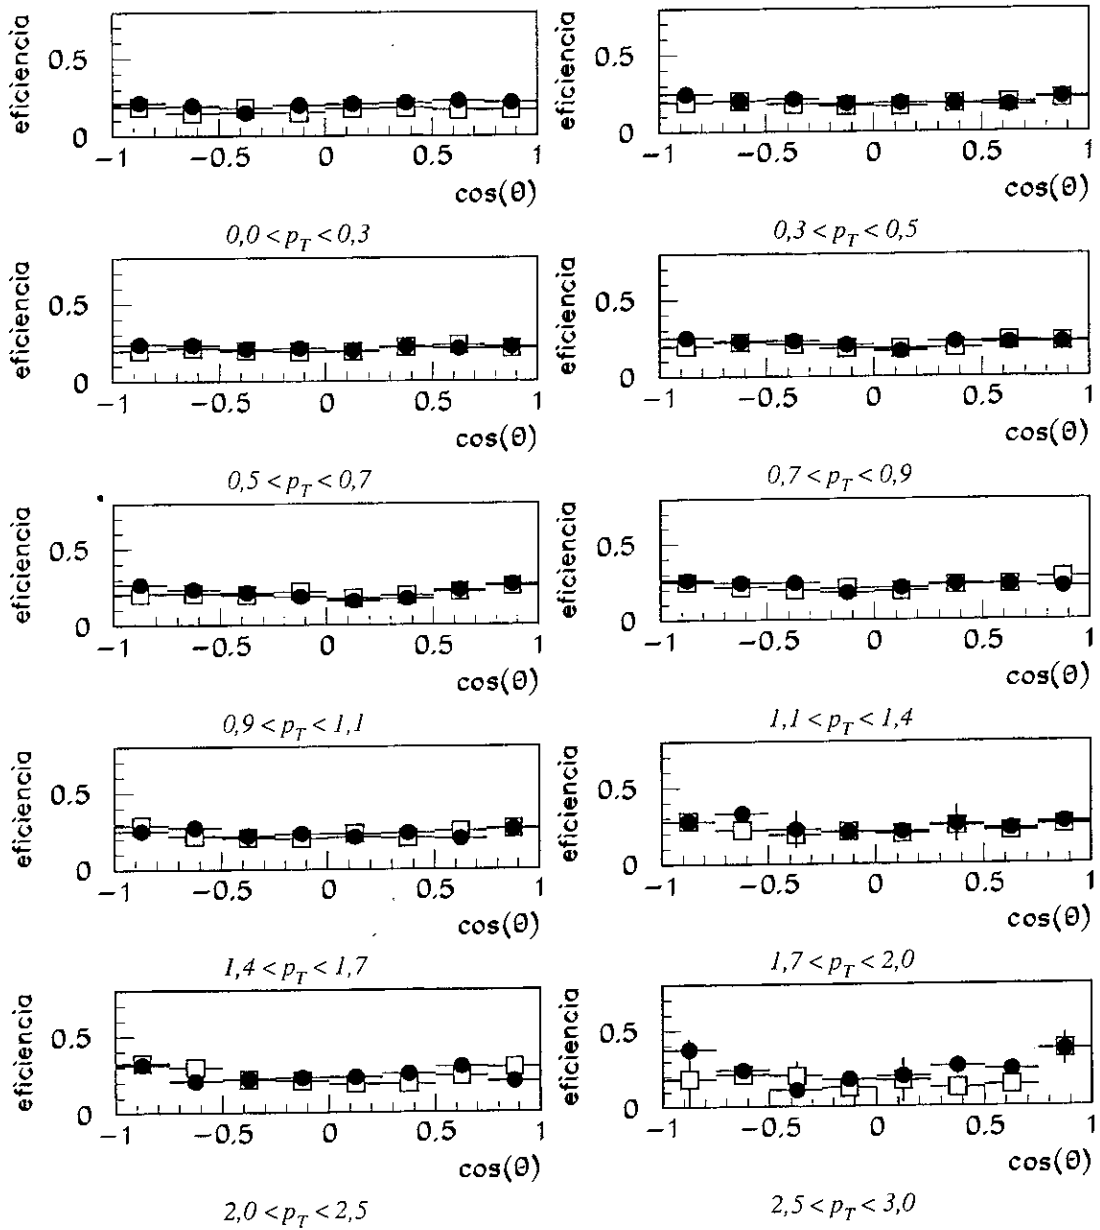 eficiencia
0.5
0
−1 −0.5 0 0.5 1
cos(θ)
0,0 < p_T < 0,3
eficiencia
0.5
0
−1 −0.5 0 0.5 1
cos(θ)
0,3 < p_T < 0,5
eficiencia
0.5
0
−1 −0.5 0 0.5 1
cos(θ)
0,5 < p_T < 0,7
eficiencia
0.5
0
−1 −0.5 0 0.5 1
cos(θ)
0,7 < p_T < 0,9
eficiencia
0.5
0
−1 −0.5 0 0.5 1
cos(θ)
0,9 < p_T < 1,1
eficiencia
0.5
0
−1 −0.5 0 0.5 1
cos(θ)
1,1 < p_T < 1,4
eficiencia
0.5
0
−1 −0.5 0 0.5 1
cos(θ)
1,4 < p_T < 1,7
eficiencia
0.5
0
−1 −0.5 0 0.5 1
cos(θ)
1,7 < p_T < 2,0
eficiencia
0.5
0
−1 −0.5 0 0.5 1
cos(θ)
2,0 < p_T < 2,5
eficiencia
0.5
0
−1 −0.5 0 0.5 1
cos(θ)
2,5 < p_T < 3,0